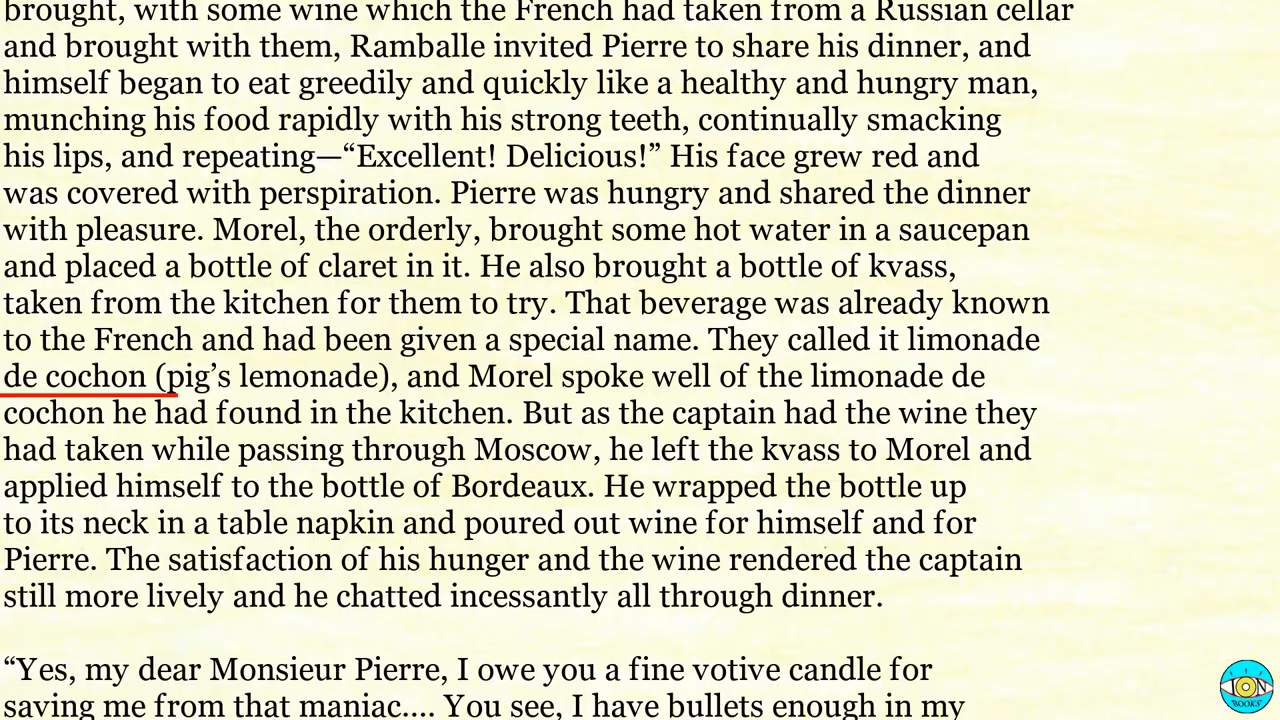 brought, with some wine which the French had taken from a Russian cellar
and brought with them, Ramballe invited Pierre to share his dinner, and
himself began to eat greedily and quickly like a healthy and hungry man,
munching his food rapidly with his strong teeth, continually smacking
his lips, and repeating—“Excellent! Delicious!” His face grew red and
was covered with perspiration. Pierre was hungry and shared the dinner
with pleasure. Morel, the orderly, brought some hot water in a saucepan
and placed a bottle of claret in it. He also brought a bottle of kvass,
taken from the kitchen for them to try. That beverage was already known
to the French and had been given a special name. They called it limonade
de cochon (pig’s lemonade), and Morel spoke well of the limonade de
cochon he had found in the kitchen. But as the captain had the wine they
had taken while passing through Moscow, he left the kvass to Morel and
applied himself to the bottle of Bordeaux. He wrapped the bottle up
to its neck in a table napkin and poured out wine for himself and for
Pierre. The satisfaction of his hunger and the wine rendered the captain
still more lively and he chatted incessantly all through dinner.
“Yes, my dear Monsieur Pierre, I owe you a fine votive candle for
saving me from that maniac.... You see, I have bullets enough in my
ION
BOOKS